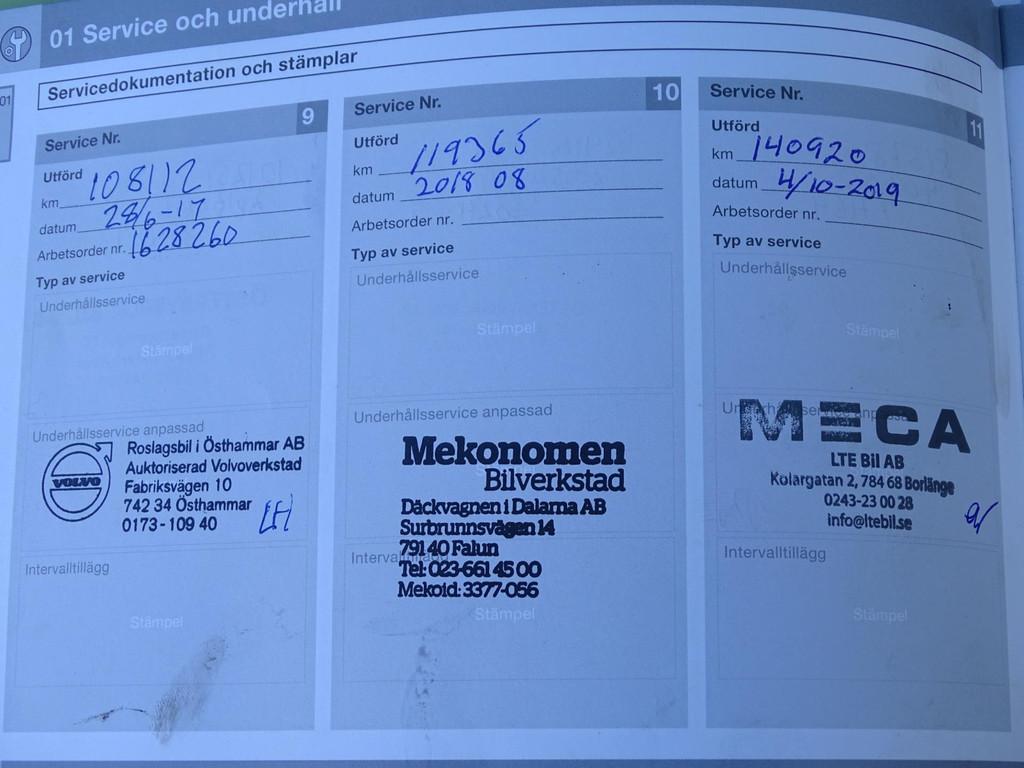 01 Service och underhåll
01
Servicedokumentation och stämplar
Service Nr. 9
Utförd
km 108112
datum 28/6-17
Arbetsorder nr. 1628260
Typ av service
Underhållsservice
Stämpel
Underhållsservice anpassad
VOLVO
Roslagsbil i Östhammar AB
Auktoriserad Volvoverkstad
Fabriksvägen 10
742 34 Östhammar
0173-109 40
Intervalltillägg
Stämpel
Service Nr. 10
Utförd
km 119365
datum 2018 08
Arbetsorder nr.
Typ av service
Underhållsservice
Stämpel
Underhållsservice anpassad
Mekonomen
Bilverkstad
Däckvagnen i Dalarna AB
Surbrunnsvägen 14
791 40 Falun
Tel: 023-661 45 00
Mekoid: 3377-056
Intervalltillägg
Stämpel
Service Nr. 11
Utförd
km 140920
datum 4/10-2019
Arbetsorder nr.
Typ av service
Underhållsservice
Stämpel
Underhållsservice anpassad
MECA
LTE Bil AB
Kolargatan 2, 784 68 Borlänge
0243-23 00 28
info@ltebil.se
Intervalltillägg
Stämpel